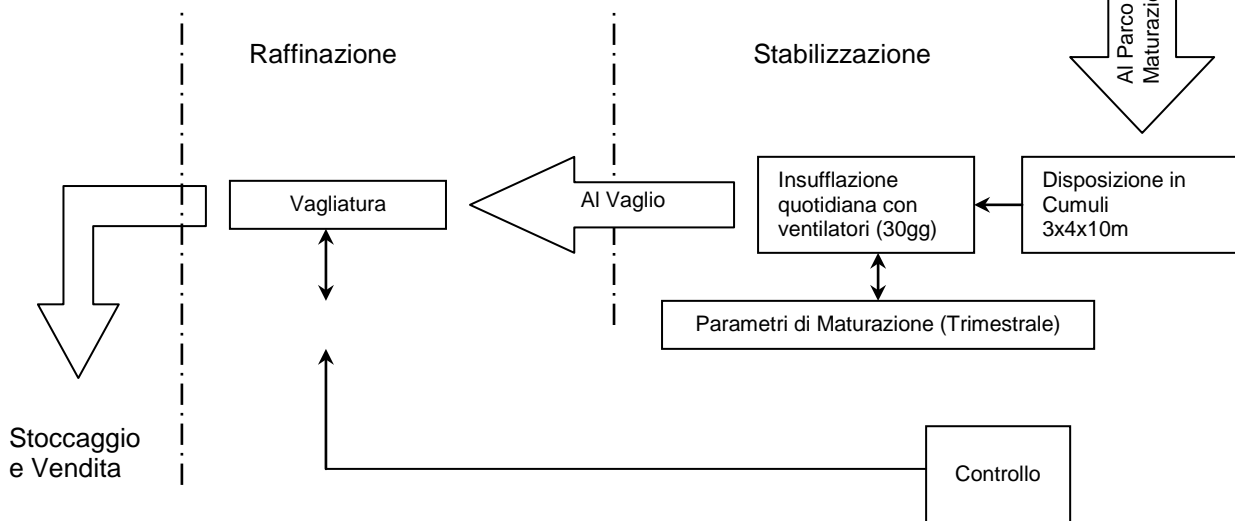 Raffinazione
Stabilizzazione
Al Parco
Vagliatura
Al Vaglio
Insufflazione
quotidiana con
ventilatori (30gg)
Disposizione in
Cumuli
3x4x10m
Parametri di Maturazione (Trimestrale)
Stoccaggio
e Vendita
Controllo